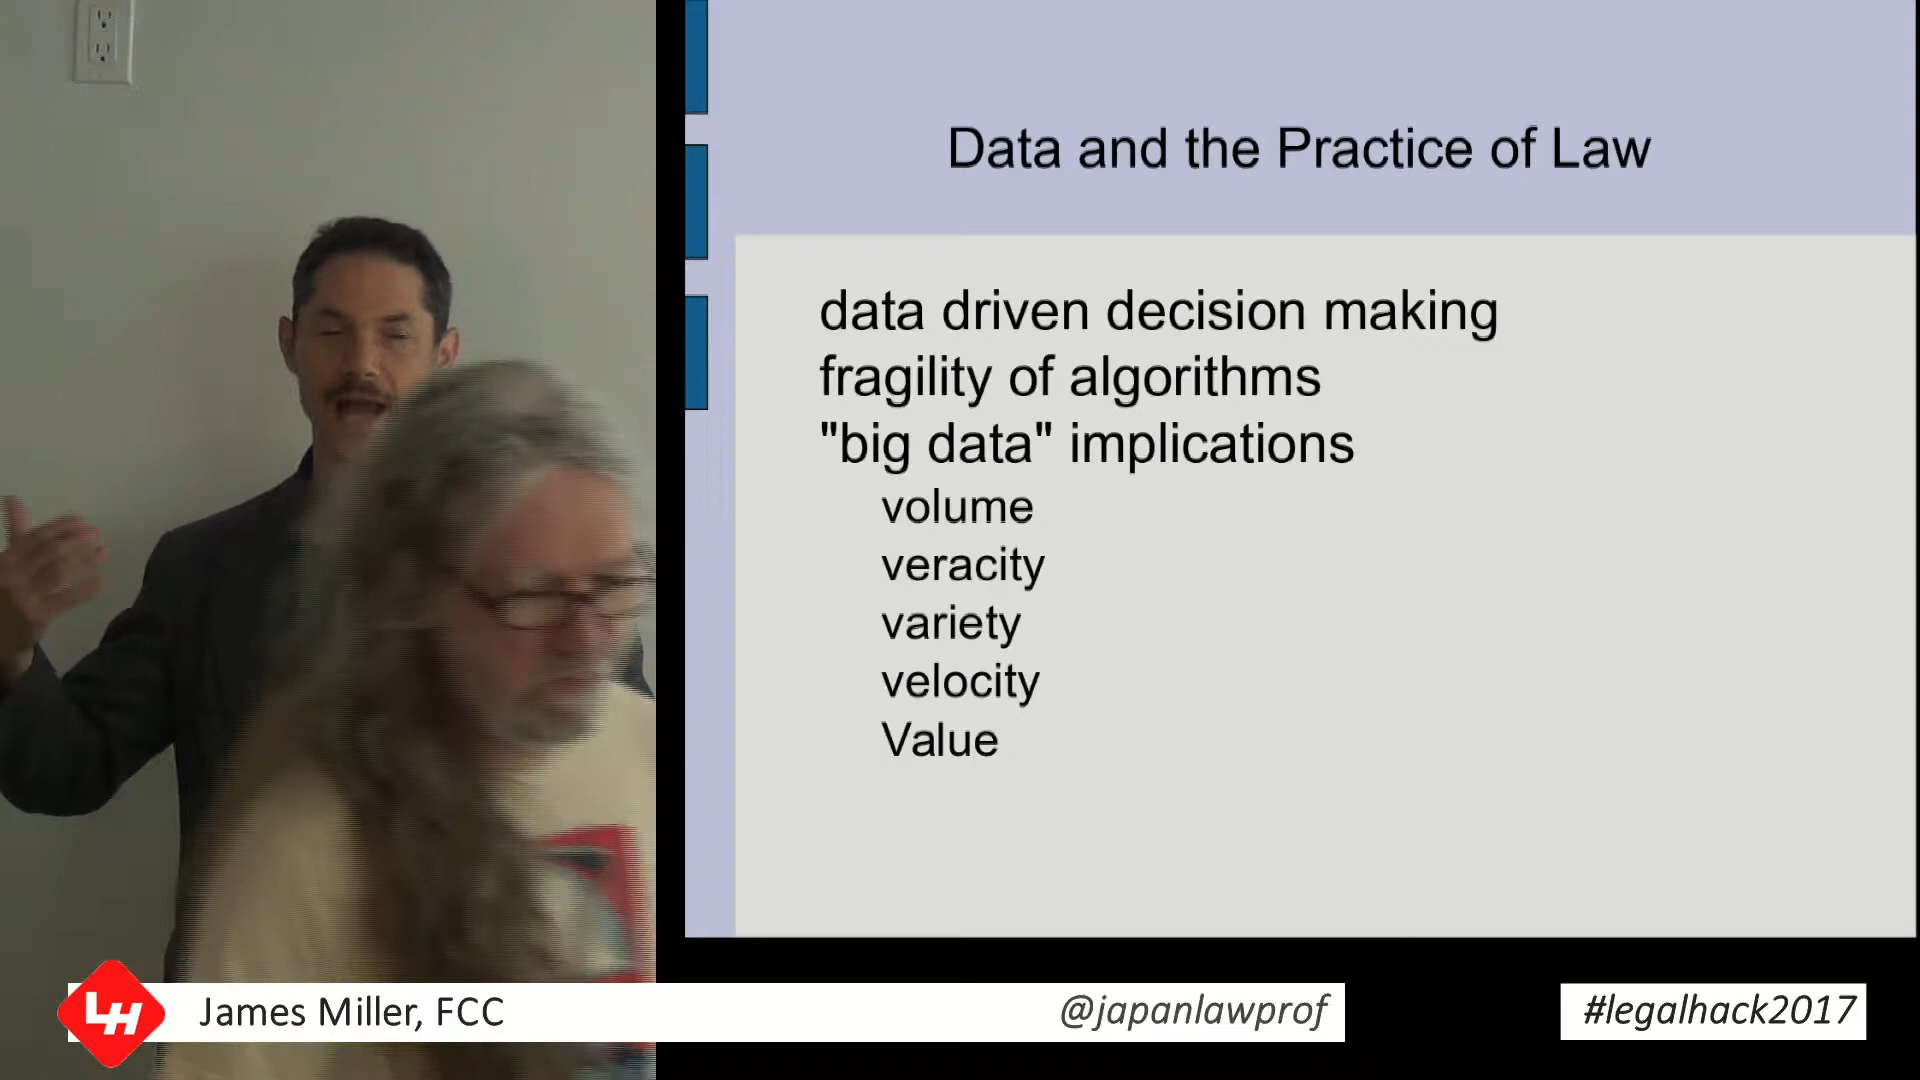 Data and the Practice of Law
data driven decision making
fragility of algorithms
"big data" implications
volume
veracity
variety
velocity
Value
LH
James Miller, FCC
@japanlawprof
#legalhack2017